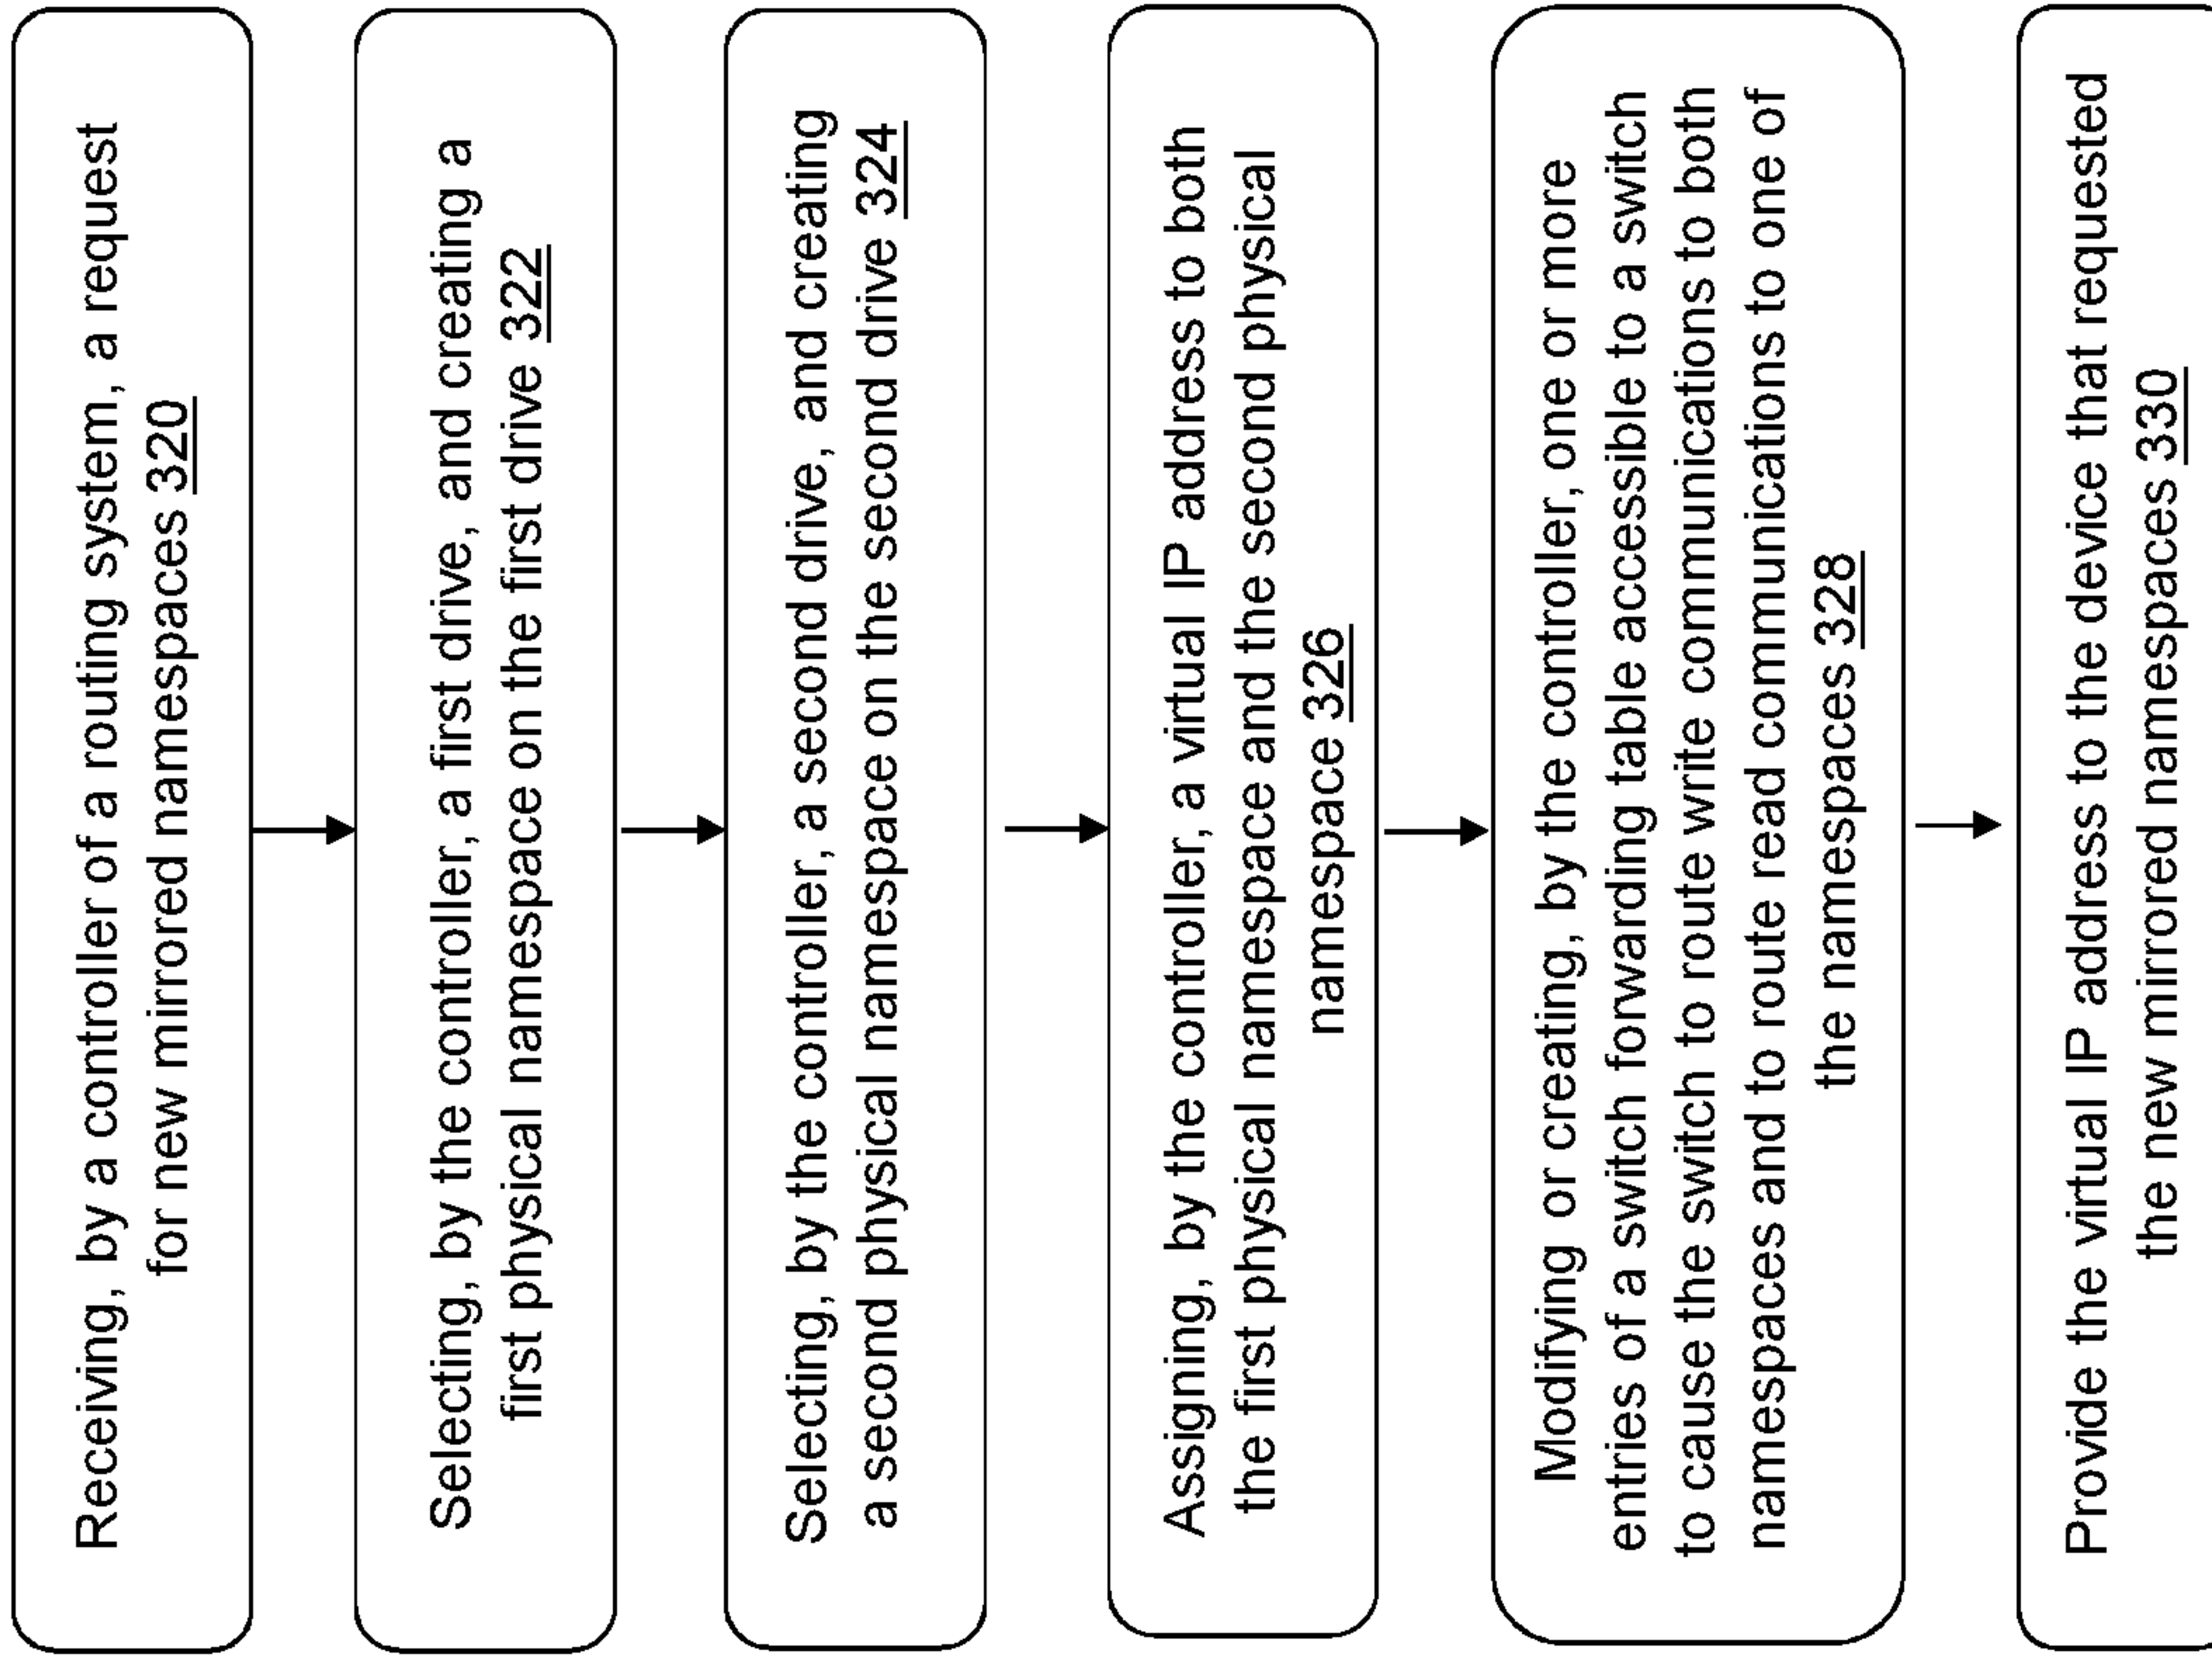 Receiving, by a controller of a routing system, a request
for new mirrored namespaces 320
Selecting, by the controller, a first drive, and creating a
first physical namespace on the first drive 322
Selecting, by the controller, a second drive, and creating
a second physical namespace on the second drive 324
Assigning, by the controller, a virtual IP address to both
the first physical namespace and the second physical
namespace 326
Modifying or creating, by the controller, one or more
entries of a switch forwarding table accessible to a switch
to cause the switch to route write communications to both
namespaces and to route read communications to one of
the namespaces 328
Provide the virtual IP address to the device that requested
the new mirrored namespaces 330